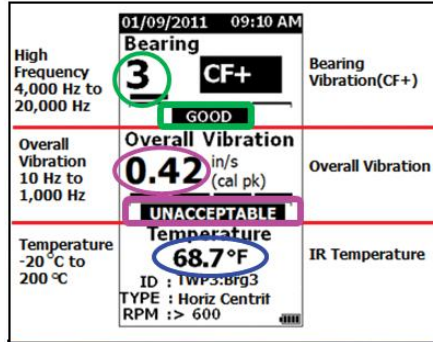 01/09/2011 09:10 AM
Bearing
High
Frequency
4,000 Hz to
20,000 Hz
3 CF+
Bearing
Vibration(CF+)
GOOD
Overall Vibration
Overall
Vibration
10 Hz to
1,000 Hz
0.42 in/s
(cal pk)
Overall Vibration
UNACCEPTABLE
Temperature
Temperature
-20 °C to
200 °C
68.7°F
IR Temperature
ID : TWP3:Brg3
TYPE : Horiz Centrif
RPM :> 600